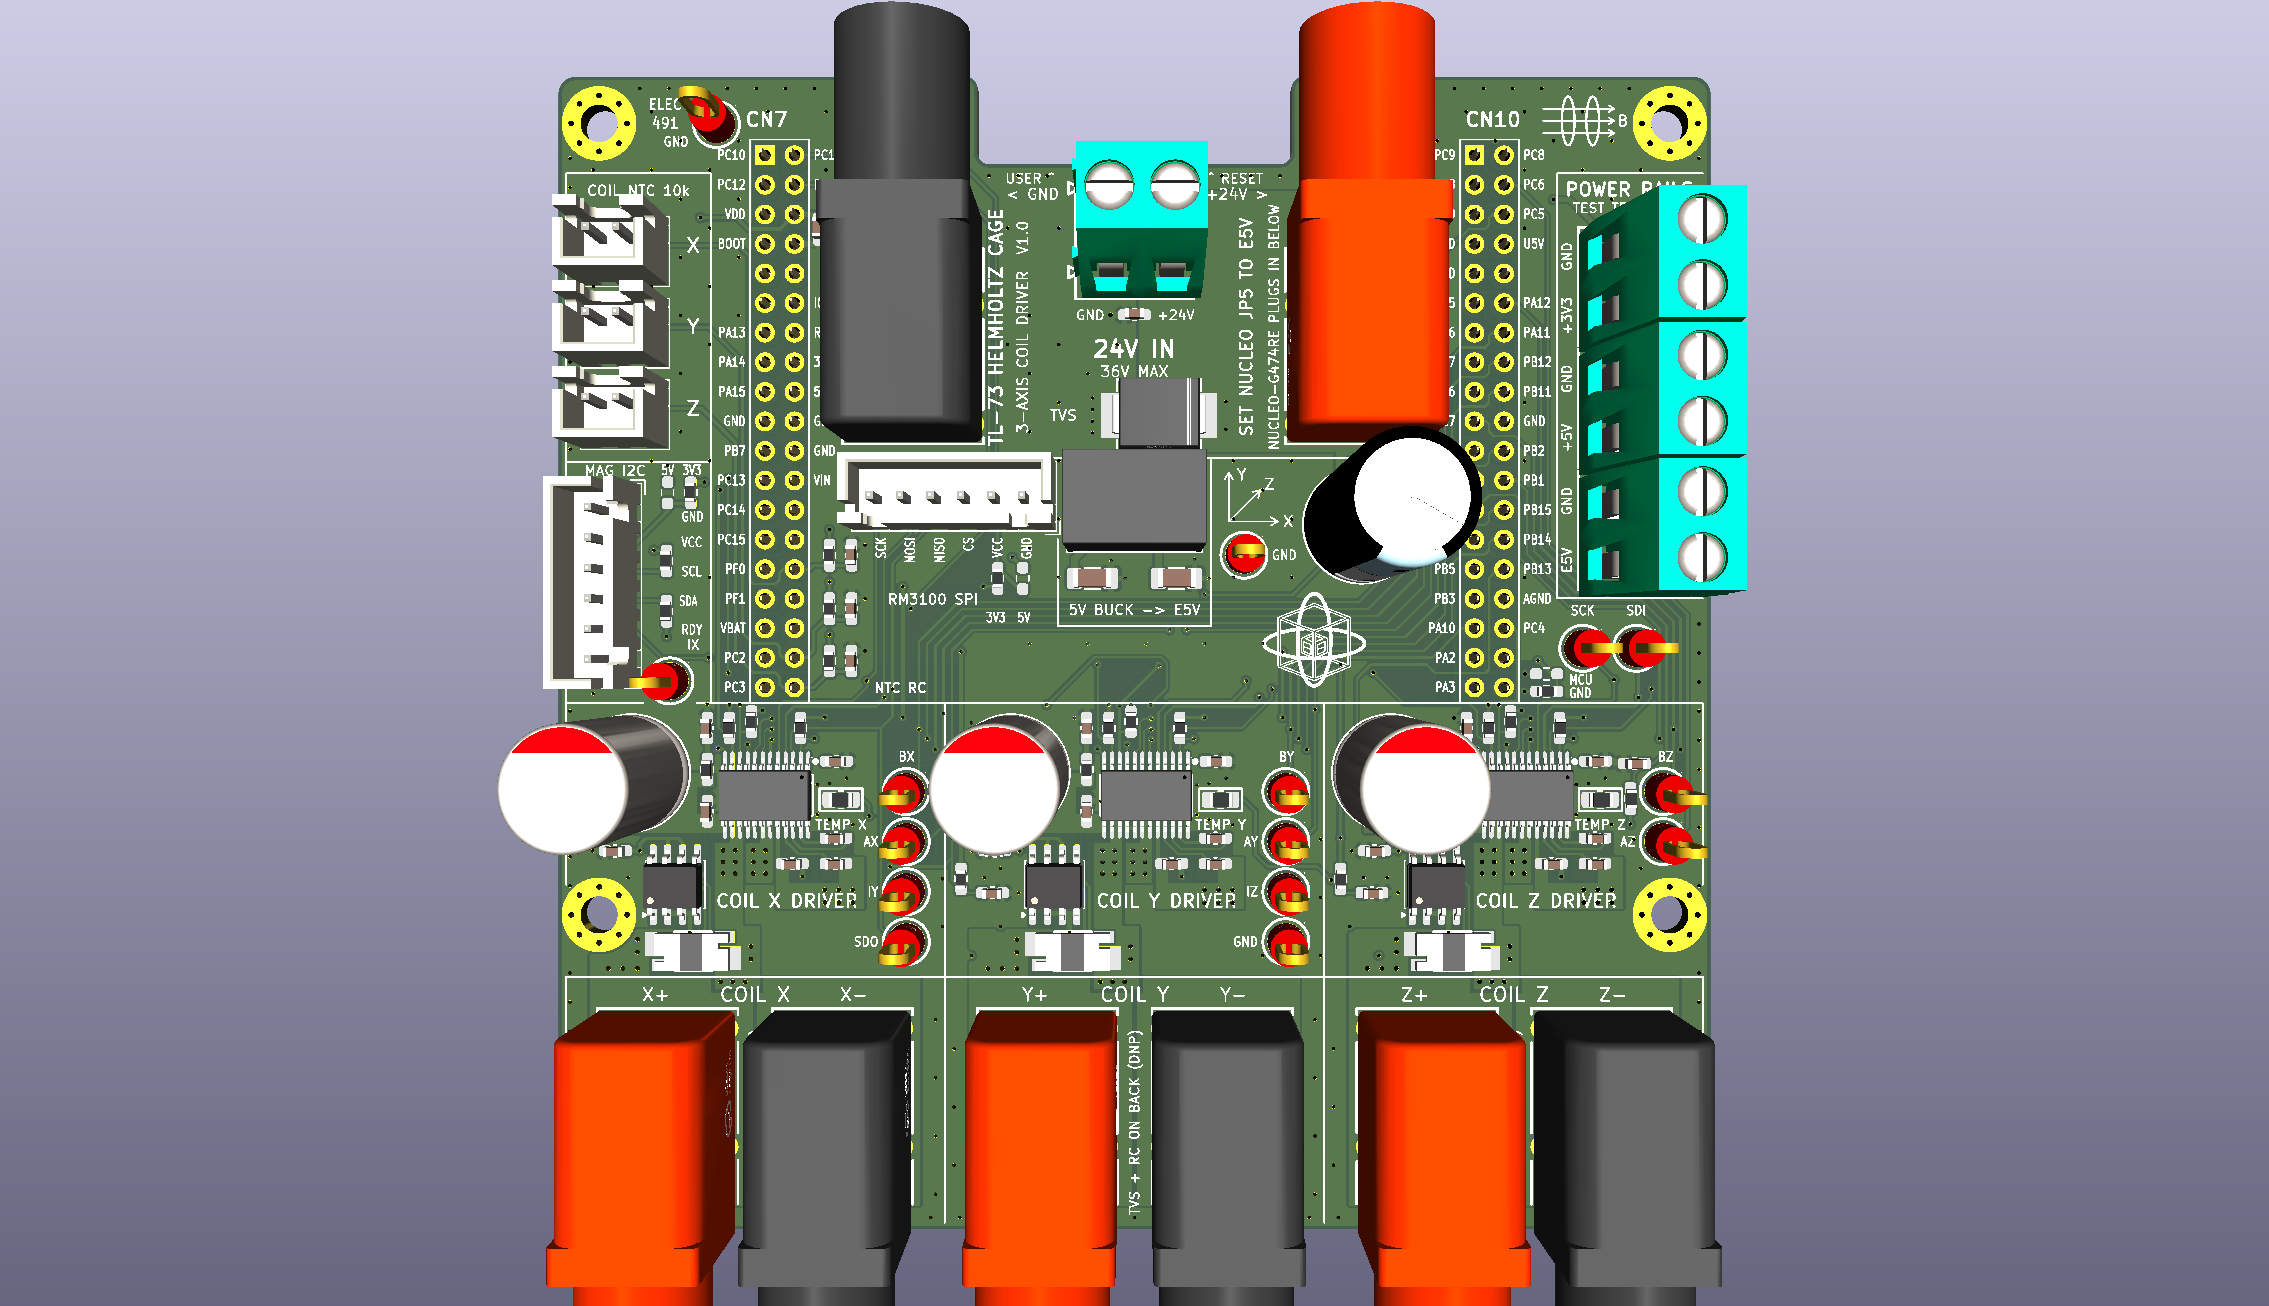 ELEC
491
GND
CN7
CN10
B
PC10
PC12
VDD
BOOT
PA13
PA14
PA15
GND
PB7
PC13
PC14
PC15
PF0
PF1
VBAT
PC2
PC3
GND
VIN
COIL NTC 10k
X
Y
Z
MAG I2C
5V 3V3
GND
VCC
SCL
SDA
RDY
IX
USER ^
< GND
^ RESET
+24V >
TL-73 HELMHOLTZ CAGE
3-AXIS COIL DRIVER V1.0
SET NUCLEO JP5 TO E5V
NUCLEO-G474RE PLUGS IN BELOW
GND +24V
24V IN
36V MAX
TVS
SCK
MOSI
MISO
CS
VCC
GND
RM3100 SPI
3V3 5V
NTC RC
5V BUCK -> E5V
Y
Z
X
GND
PC9
PB5
PB3
PA10
PA2
PA3
PC8
PC6
PC5
U5V
PA12
PA11
PB12
PB11
GND
PB2
PB1
PB15
PB14
PB13
AGND
PC4
POWER RAILS
GND
+3V3
GND
+5V
GND
E5V
SCK
SDI
MCU
GND
BX
TEMP X
AX
IY
COIL X DRIVER
SDO
BY
TEMP Y
AY
IZ
COIL Y DRIVER
GND
BZ
TEMP Z
AZ
COIL Z DRIVER
X+ COIL X X-
Y+ COIL Y Y-
Z+ COIL Z Z-
TVS + RC ON BACK (DNP)